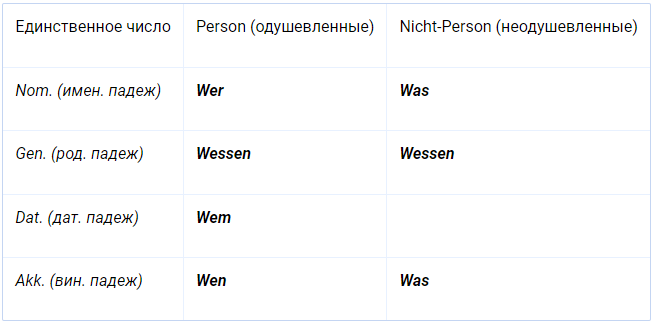 Единственное число Person (одушевленные) Nicht-Person (неодушевленные)
Nom. (имен. падеж) Wer Was
Gen. (род. падеж) Wessen Wessen
Dat. (дат. падеж) Wem
Akk. (вин. падеж) Wen Was